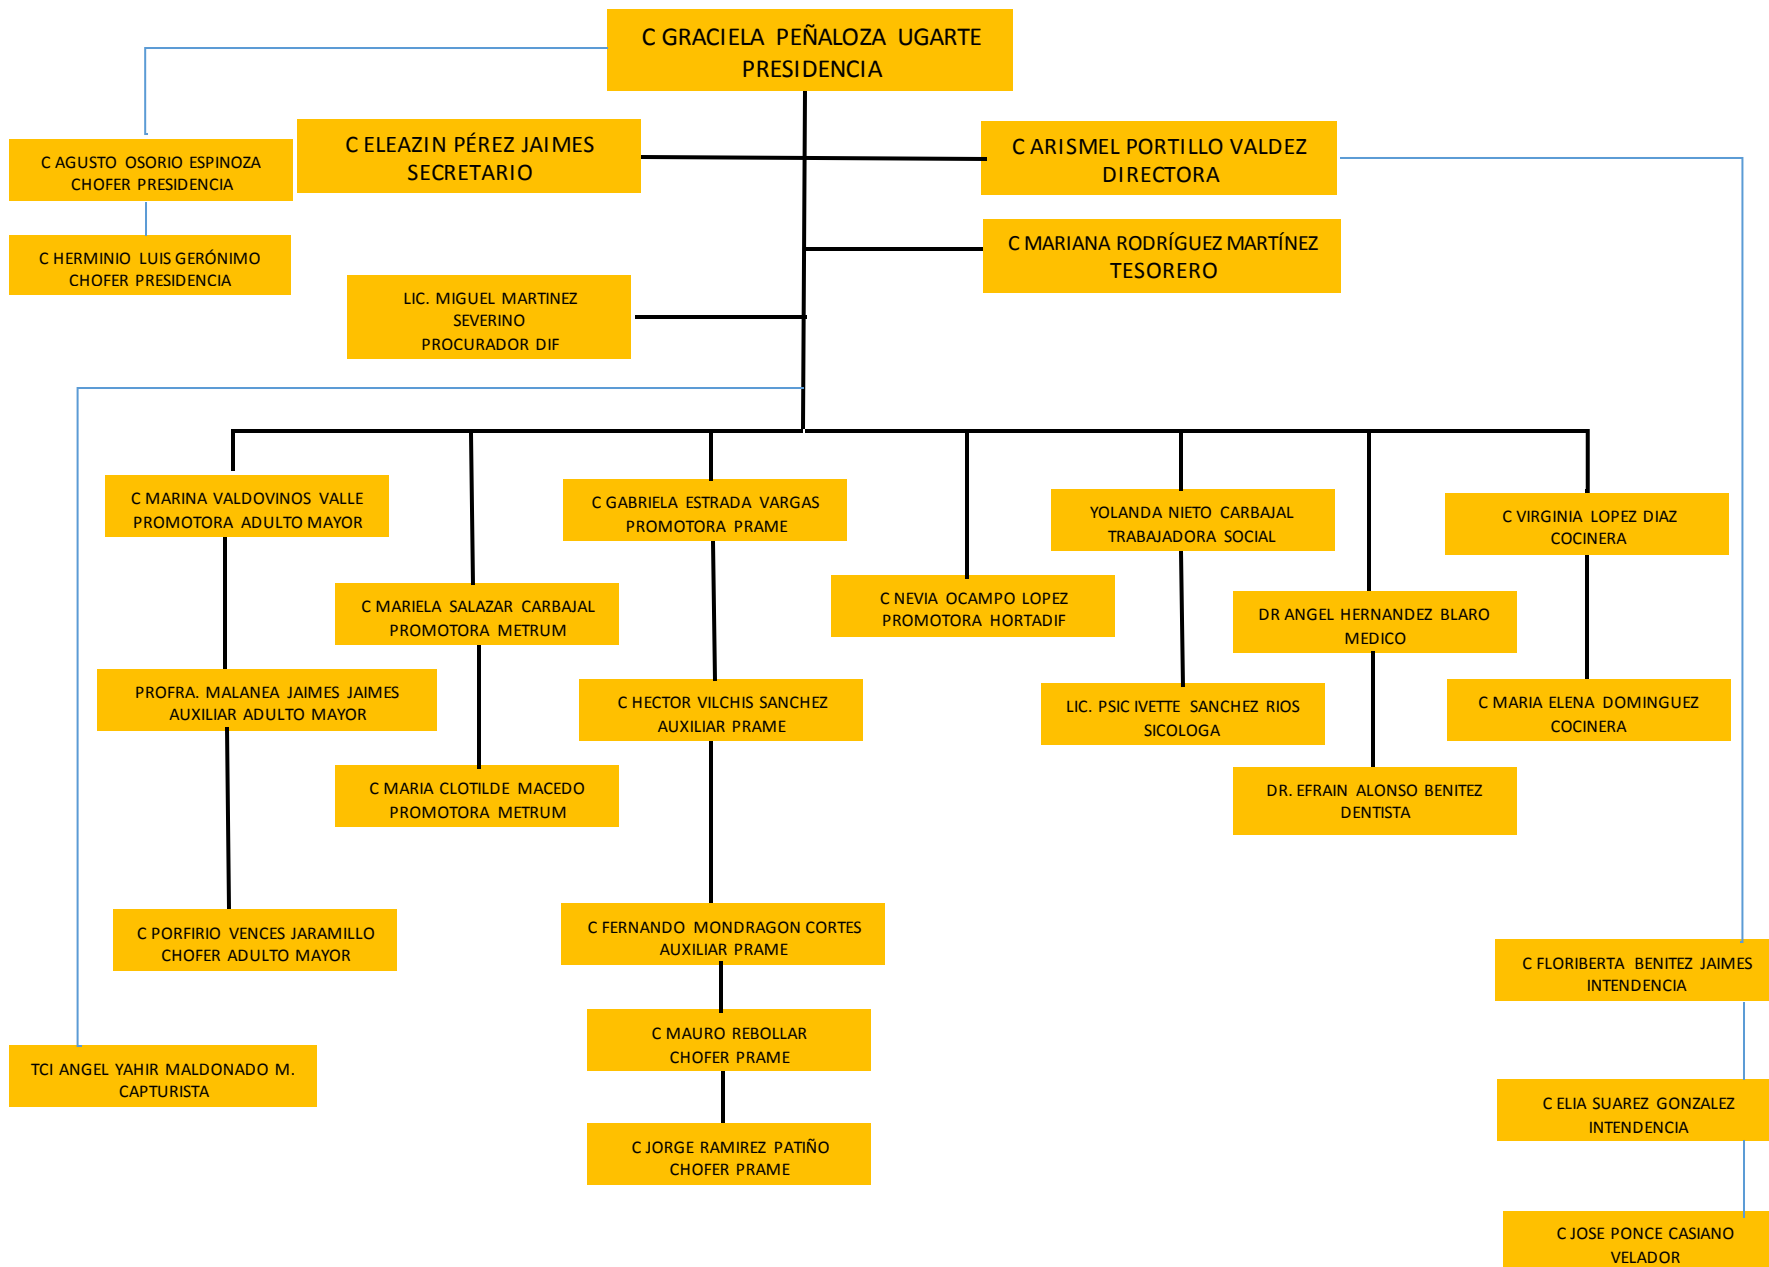 C GRACIELA PEÑALOZA UGARTE
PRESIDENCIA
C ELEAZIN PÉREZ JAIMES
SECRETARIO
C ARISMEL PORTILLO VALDEZ
DIRECTORA
C AGUSTO OSORIO ESPINOZA
CHOFER PRESIDENCIA
C HERMINIO LUIS GERÓNIMO
CHOFER PRESIDENCIA
C MARIANA RODRÍGUEZ MARTÍNEZ
TESORERO
LIC. MIGUEL MARTINEZ
SEVERINO
PROCURADOR DIF
C MARINA VALDOVINOS VALLE
PROMOTORA ADULTO MAYOR
C GABRIELA ESTRADA VARGAS
PROMOTORA PRAME
YOLANDA NIETO CARBAJAL
TRABAJADORA SOCIAL
C VIRGINIA LOPEZ DIAZ
COCINERA
C MARIELA SALAZAR CARBAJAL
PROMOTORA METRUM
C NEVIA OCAMPO LOPEZ
PROMOTORA HORTADIF
DR ANGEL HERNANDEZ BLARO
MEDICO
PROFRA. MALANEA JAIMES JAIMES
AUXILIAR ADULTO MAYOR
C HECTOR VILCHIS SANCHEZ
AUXILIAR PRAME
LIC. PSIC IVETTE SANCHEZ RIOS
SICOLOGA
C MARIA ELENA DOMINGUEZ
COCINERA
C MARIA CLOTILDE MACEDO
PROMOTORA METRUM
DR. EFRAIN ALONSO BENITEZ
DENTISTA
C PORFIRIO VENCES JARAMILLO
CHOFER ADULTO MAYOR
C FERNANDO MONDRAGON CORTES
AUXILIAR PRAME
C FLORIBERTA BENITEZ JAIMES
INTENDENCIA
C MAURO REBOLLAR
CHOFER PRAME
TCI ANGEL YAHIR MALDONADO M.
CAPTURISTA
C ELIA SUAREZ GONZALEZ
INTENDENCIA
C JORGE RAMIREZ PATIÑO
CHOFER PRAME
C JOSE PONCE CASIANO
VELADOR